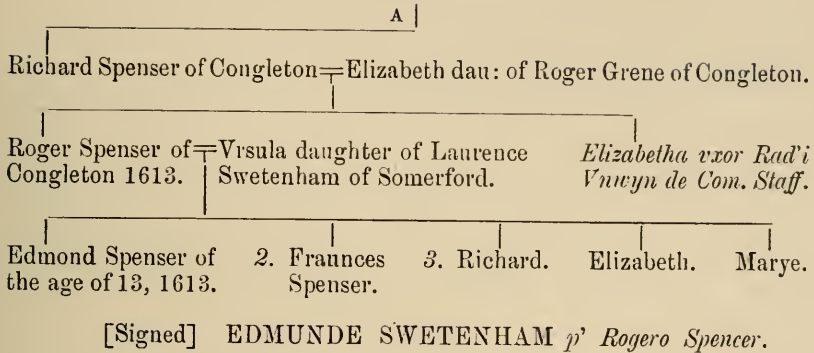 A
Richard Spenser of Congleton=Elizabeth dau: of Roger Grene of Congleton.
Roger Spenser of=Vrsula daughter of Laurence Elizabetha vxor Rad'i
Congleton 1613. Swetenham of Somerford. Vnwyn de Com. Staff.
Edmond Spenser of 2. Fraunces 3. Richard. Elizabeth. Marye.
the age of 13, 1613. Spenser.
[Signed] EDMUNDE SWETENHAM p' Rogero Spencer.